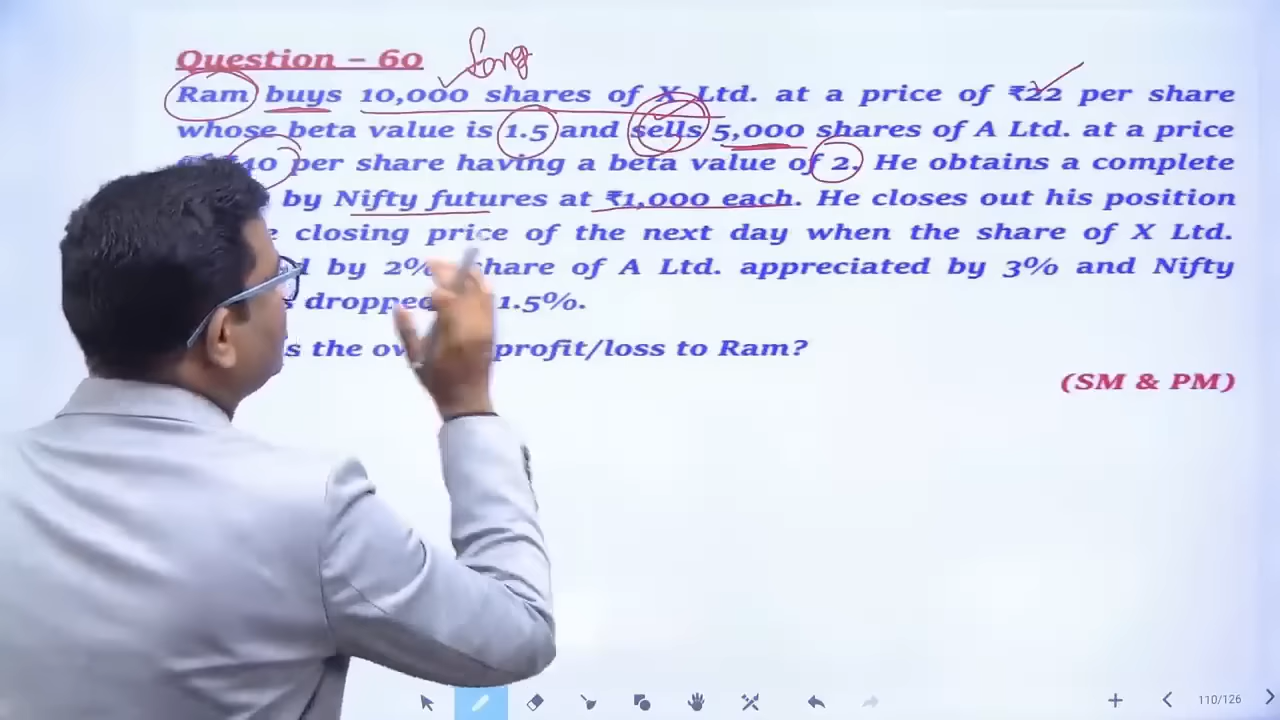 Question – 60
long
Ram buys 10,000 shares of X Ltd. at a price of ₹22 per share
whose beta value is 1.5 and sells 5,000 shares of A Ltd. at a price
per share having a beta value of 2. He obtains a complete
by Nifty futures at ₹1,000 each. He closes out his position
closing price of the next day when the share of X Ltd.
by 2% share of A Ltd. appreciated by 3% and Nifty
dropped 1.5%.
the profit/loss to Ram?
(SM & PM)
110/126